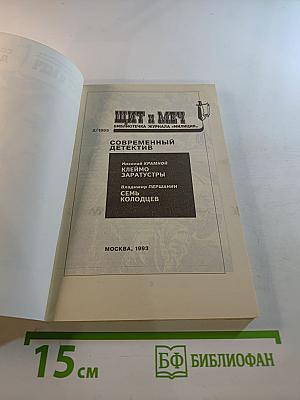 ЩИТ и МЕЧ
БИБЛИОТЕЧКА ЖУРНАЛА «МИЛИЦИЯ»
2/1993
СОВРЕМЕННЫЙ
ДЕТЕКТИВ
Николай КРАМНОЙ
КЛЕЙМО
ЗАРАТУСТРЫ
Владимир ПЕРШАНИН
СЕМЬ
КОЛОДЦЕВ
МОСКВА, 1993
15 см
БФ БИБЛИОФАН